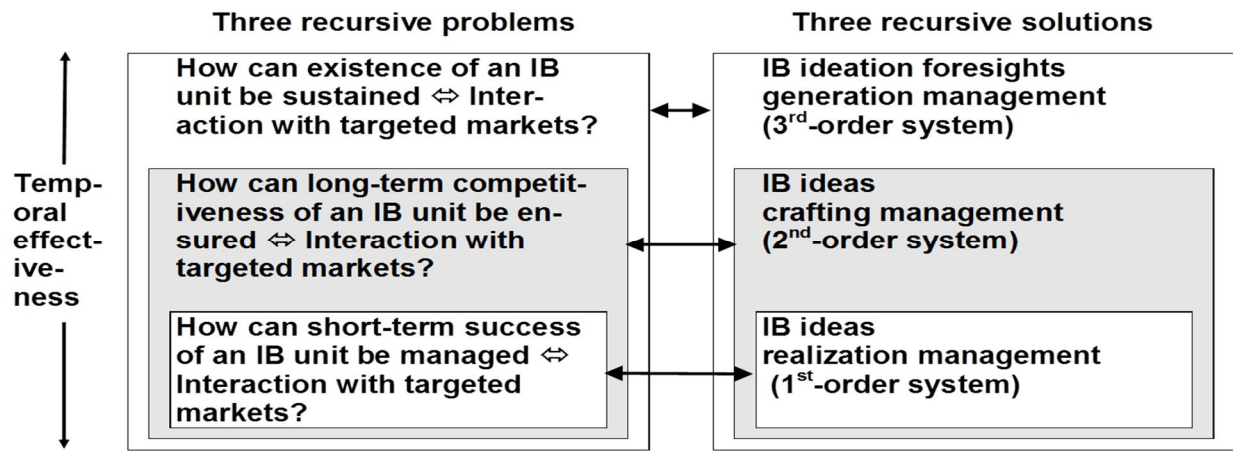 Three recursive problems
Three recursive solutions
Temp-
oral
effect-
ive-
ness
How can existence of an IB
unit be sustained ⇔ Inter-
action with targeted markets?
IB ideation foresights
generation management
(3rd-order system)
How can long-term competit-
iveness of an IB unit be en-
sured ⇔ Interaction with
targeted markets?
IB ideas
crafting management
(2nd-order system)
How can short-term success
of an IB unit be managed ⇔
Interaction with targeted
markets?
IB ideas
realization management
(1st-order system)